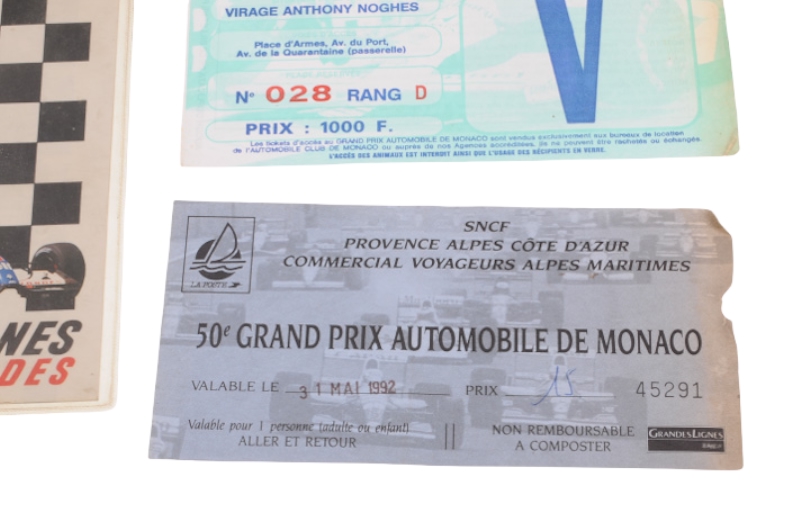 VIRAGE ANTHONY NOGHES
Place d'Armes, Av. du Port,
Av. de la Quarantaine (passerelle)
N° 028 RANG D
PRIX : 1000 F.
V
Les tickets d'accès au GRAND PRIX AUTOMOBILE DE MONACO sont vendus exclusivement aux bureaux de location
de l'AUTOMOBILE CLUB DE MONACO ou auprès de nos Agences accréditées, ils ne peuvent être rachetés ou échangés
L'ACCÈS DES ANIMAUX EST INTERDIT AINSI QUE L'USAGE DES RÉCIPIENTS EN VERRE.
NES
DES
LA POSTE
SNCF
PROVENCE ALPES CÔTE D'AZUR
COMMERCIAL VOYAGEURS ALPES MARITIMES
50e GRAND PRIX AUTOMOBILE DE MONACO
VALABLE LE 31 MAI 1992 PRIX 15 45291
Valable pour 1 personne (adulte ou enfant)
ALLER ET RETOUR
NON REMBOURSABLE
A COMPOSTER
GRANDES LIGNES
SNCF